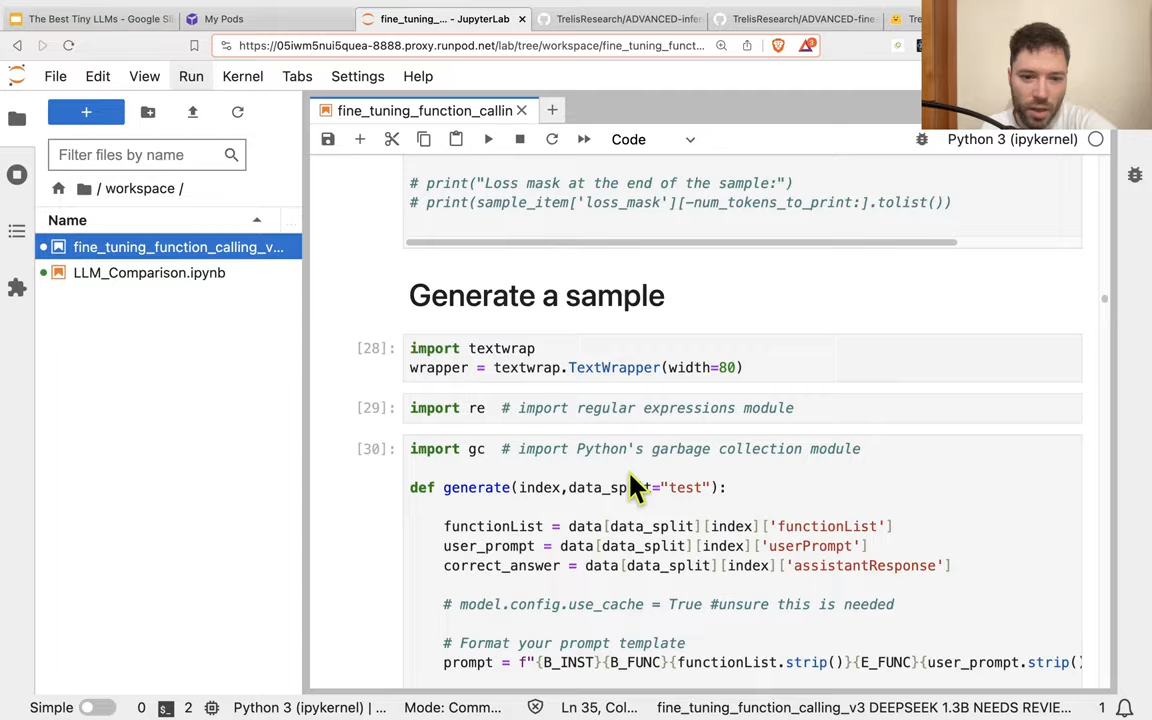 The Best Tiny LLMs - Google Sli
My Pods
fine_tuning_... - JupyterLab
TrelisResearch/ADVANCED-infer
TrelisResearch/ADVANCED-fine
https://05iwm5nui5quea-8888.proxy.runpod.net/lab/tree/workspace/fine_tuning_funct...
File Edit View Run Kernel Tabs Settings Help
fine_tuning_function_callin
Filter files by name
Code
Python 3 (ipykernel)
/ workspace /
Name
fine_tuning_function_calling_v...
LLM_Comparison.ipynb
# print("Loss mask at the end of the sample:")
# print(sample_item['loss_mask'][-num_tokens_to_print:].tolist())
Generate a sample
[28]:
import textwrap
wrapper = textwrap.TextWrapper(width=80)
[29]:
import re # import regular expressions module
[30]:
import gc # import Python's garbage collection module
def generate(index,data_split="test"):
functionList = data[data_split][index]['functionList']
user_prompt = data[data_split][index]['userPrompt']
correct_answer = data[data_split][index]['assistantResponse']
# model.config.use_cache = True #unsure this is needed
# Format your prompt template
prompt = f"{B_INST}{B_FUNC}{functionList.strip()}{E_FUNC}{user_prompt.strip()
Simple 0 2 Python 3 (ipykernel) | ... Mode: Comm... Ln 35, Col... fine_tuning_function_calling_v3 DEEPSEEK 1.3B NEEDS REVIE... 1